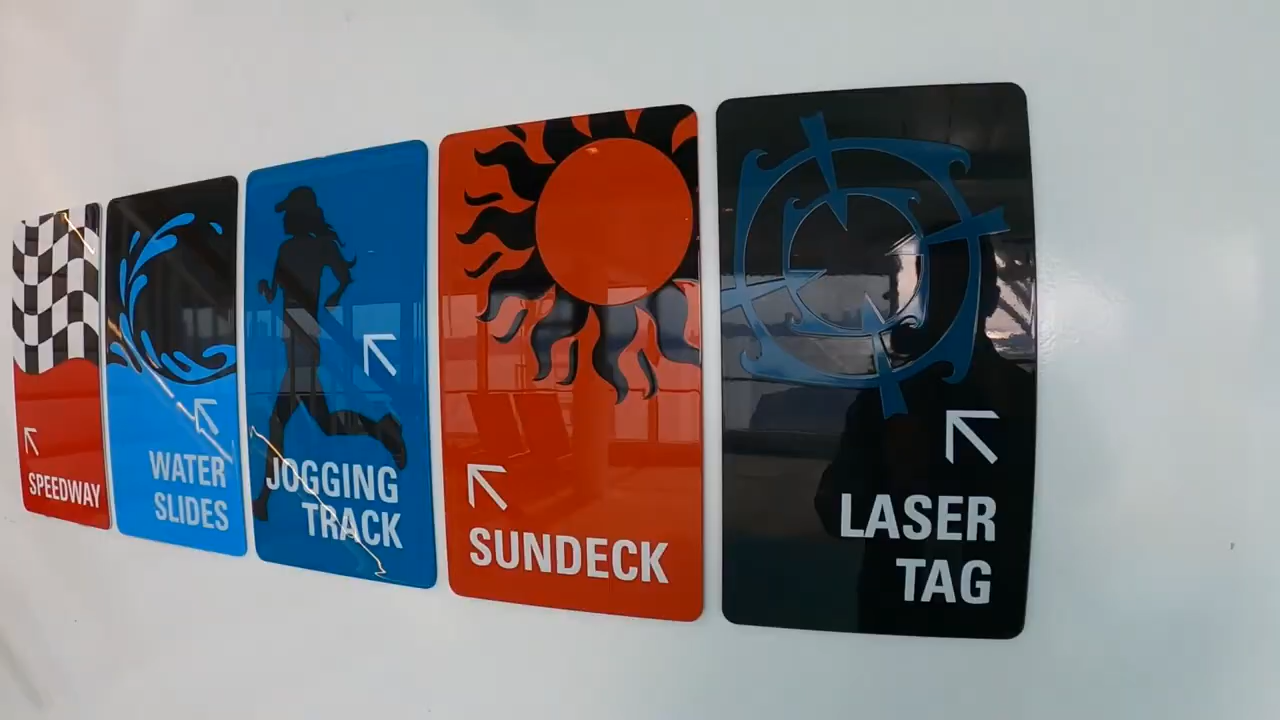 SPEEDWAY
WATER
SLIDES
JOGGING
TRACK
SUNDECK
LASER
TAG